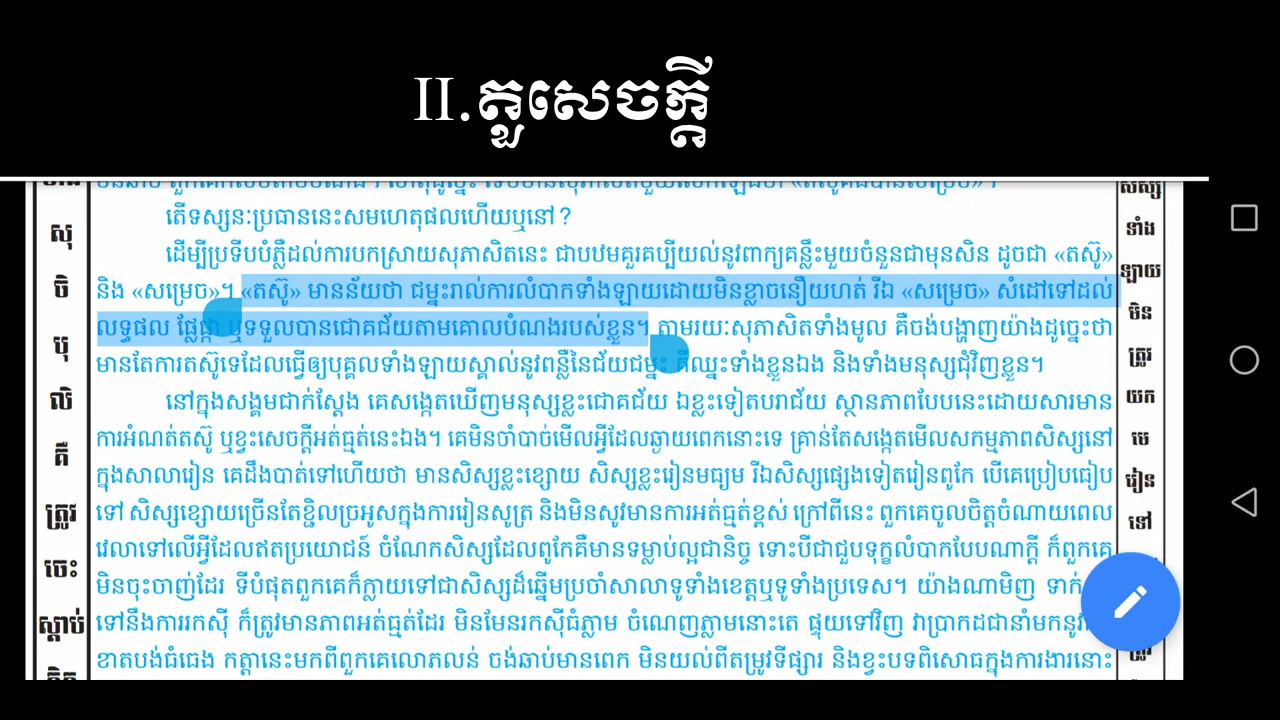 II.តួសេចក្ដី
តើទស្សនៈប្រធាននេះសមហេតុផលហើយឬនៅ?
ដើម្បីប្រទីបបំភ្លឺដល់ការបកស្រាយសុភាសិតនេះ ជាបឋមគួរគប្បីយល់នូវពាក្យគន្លឹះមួយចំនួនជាមុនសិន ដូចជា «តស៊ូ»
និង «សម្រេច»។ «តស៊ូ» មានន័យថា ជម្នះរាល់ការលំបាកទាំងឡាយដោយមិនខ្លាចនឿយហត់ រីឯ «សម្រេច» សំដៅទៅដល់
លទ្ធផល ផ្លែផ្កា ឬទទួលបានជោគជ័យតាមគោលបំណងរបស់ខ្លួន។ តាមរយៈសុភាសិតទាំងមូល គឺចង់បង្ហាញយ៉ាងដូច្នេះថា
មានតែការតស៊ូទេដែលធ្វើឲ្យបុគ្គលទាំងឡាយស្គាល់នូវពន្លឺនៃជ័យជម្នះ គឺឈ្នះទាំងខ្លួនឯង និងទាំងមនុស្សជុំវិញខ្លួន។
នៅក្នុងសង្គមជាក់ស្ដែង គេសង្កេតឃើញមនុស្សខ្លះជោគជ័យ ឯខ្លះទៀតបរាជ័យ ស្ថានភាពបែបនេះដោយសារមាន
ការអំណត់តស៊ូ ឬខ្វះសេចក្ដីអត់ធ្មត់នេះឯង។ គេមិនចាំបាច់មើលអ្វីដែលឆ្ងាយពេកនោះទេ គ្រាន់តែសង្កេតមើលសកម្មភាពសិស្សនៅ
ក្នុងសាលារៀន គេដឹងបាត់ទៅហើយថា មានសិស្សខ្លះខ្សោយ សិស្សខ្លះរៀនមធ្យម រីឯសិស្សផ្សេងទៀតរៀនពូកែ បើគេប្រៀបធៀប
ទៅ សិស្សខ្សោយច្រើនតែខ្ជិលច្រអូសក្នុងការរៀនសូត្រ និងមិនសូវមានការអត់ធ្មត់ខ្ពស់ ក្រៅពីនេះ ពួកគេចូលចិត្តចំណាយពេល
វេលាទៅលើអ្វីដែលឥតប្រយោជន៍ ចំណែកសិស្សដែលពូកែគឺមានទម្លាប់ល្អជានិច្ច ទោះបីជាជួបទុក្ខលំបាកបែបណាក្ដី ក៏ពួកគេ
មិនចុះចាញ់ដែរ ទីបំផុតពួកគេក៏ក្លាយទៅជាសិស្សដ៏ឆ្នើមប្រចាំសាលាទូទាំងខេត្តឬទូទាំងប្រទេស។ យ៉ាងណាមិញ
ទៅនឹងការរកស៊ី ក៏ត្រូវមានភាពអត់ធ្មត់ដែរ មិនមែនរកស៊ីធំភ្លាម ចំណេញភ្លាមនោះតេ ផ្ទុយទៅវិញ វាប្រាកដជានាំមកនូវ
ខាតបង់ធំធេង កត្តានេះមកពីពួកគេលោភលន់ ចង់ឆាប់មានពេក មិនយល់ពីតម្រូវទីផ្សារ និងខ្វះបទពិសោធក្នុងការងារនោះ
សុ
ចិ
បុ
លិ
គឺ
ត្រូវ
ចេះ
ស្ដាប់
សិស្ស
ទាំង
ឡាយ
មិន
ត្រូវ
យក
មេ
រៀន
ទៅ